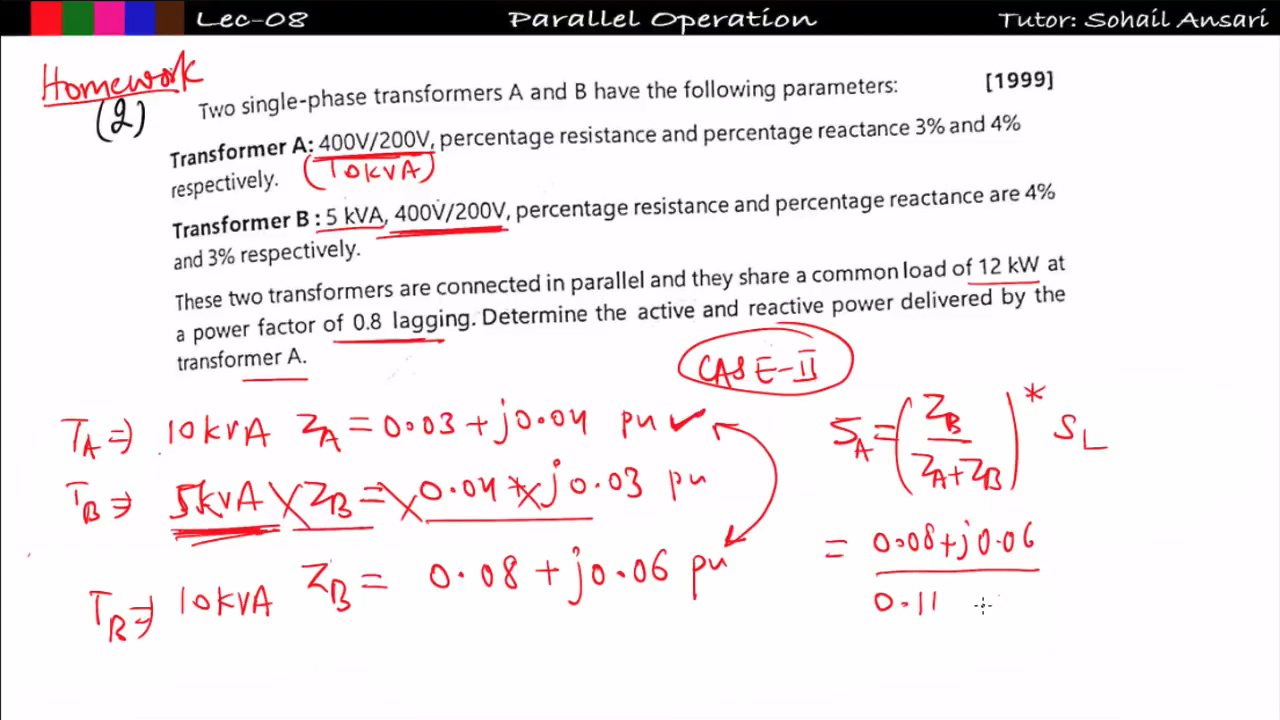 Lec-08 Parallel Operation Tutor: Sohail Ansari
Homework
(2) Two single-phase transformers A and B have the following parameters: [1999]
Transformer A: 400V/200V, percentage resistance and percentage reactance 3% and 4%
respectively. (10kVA)
Transformer B : 5 kVA, 400V/200V, percentage resistance and percentage reactance are 4%
and 3% respectively.
These two transformers are connected in parallel and they share a common load of 12 kW at
a power factor of 0.8 lagging. Determine the active and reactive power delivered by the
transformer A.
CASE-II
TA ⇒ 10kVA ZA = 0.03 + j0.04 pu ✓
TB ⇒ 5kVA ZB = 0.04 + j0.03 pu
TB ⇒ 10kVA ZB = 0.08 + j0.06 pu
SA = (ZB / ZA+ZB)* SL
= 0.08+j0.06
0.11